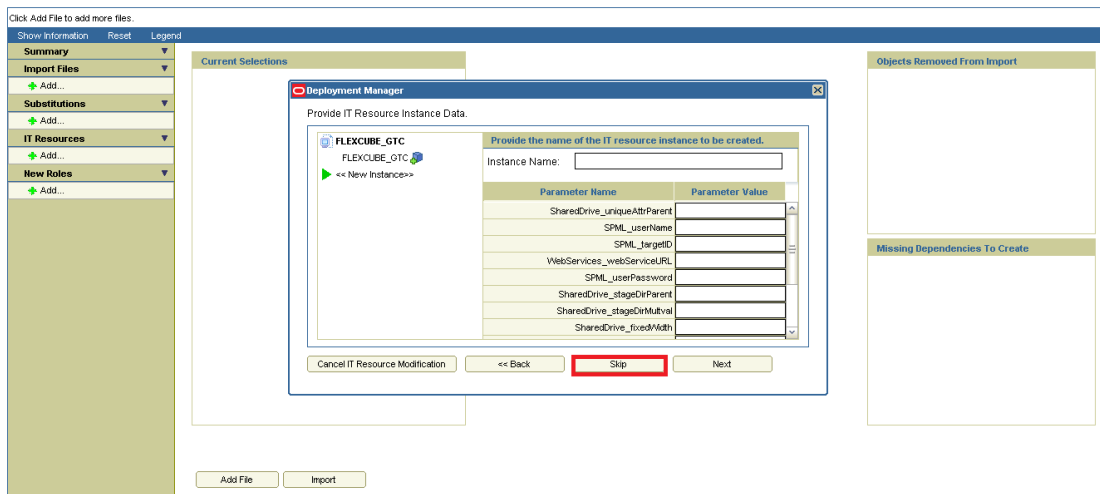 Click Add File to add more files.
Show Information Reset Legend
Summary
Import Files
Add...
Substitutions
Add...
IT Resources
Add...
New Roles
Add...
Current Selections
Objects Removed From Import
Missing Dependencies To Create
Deployment Manager
Provide IT Resource Instance Data.
FLEXCUBE_GTC
FLEXCUBE_GTC
<< New Instance>>
Provide the name of the IT resource instance to be created.
Instance Name:
Parameter Name Parameter Value
SharedDrive_uniqueAttrParent
SPML_userName
SPML_targetID
WebServices_webServiceURL
SPML_userPassword
SharedDrive_stageDirParent
SharedDrive_stageDirMultval
SharedDrive_fixedWidth
Cancel IT Resource Modification << Back Skip Next
Add File Import